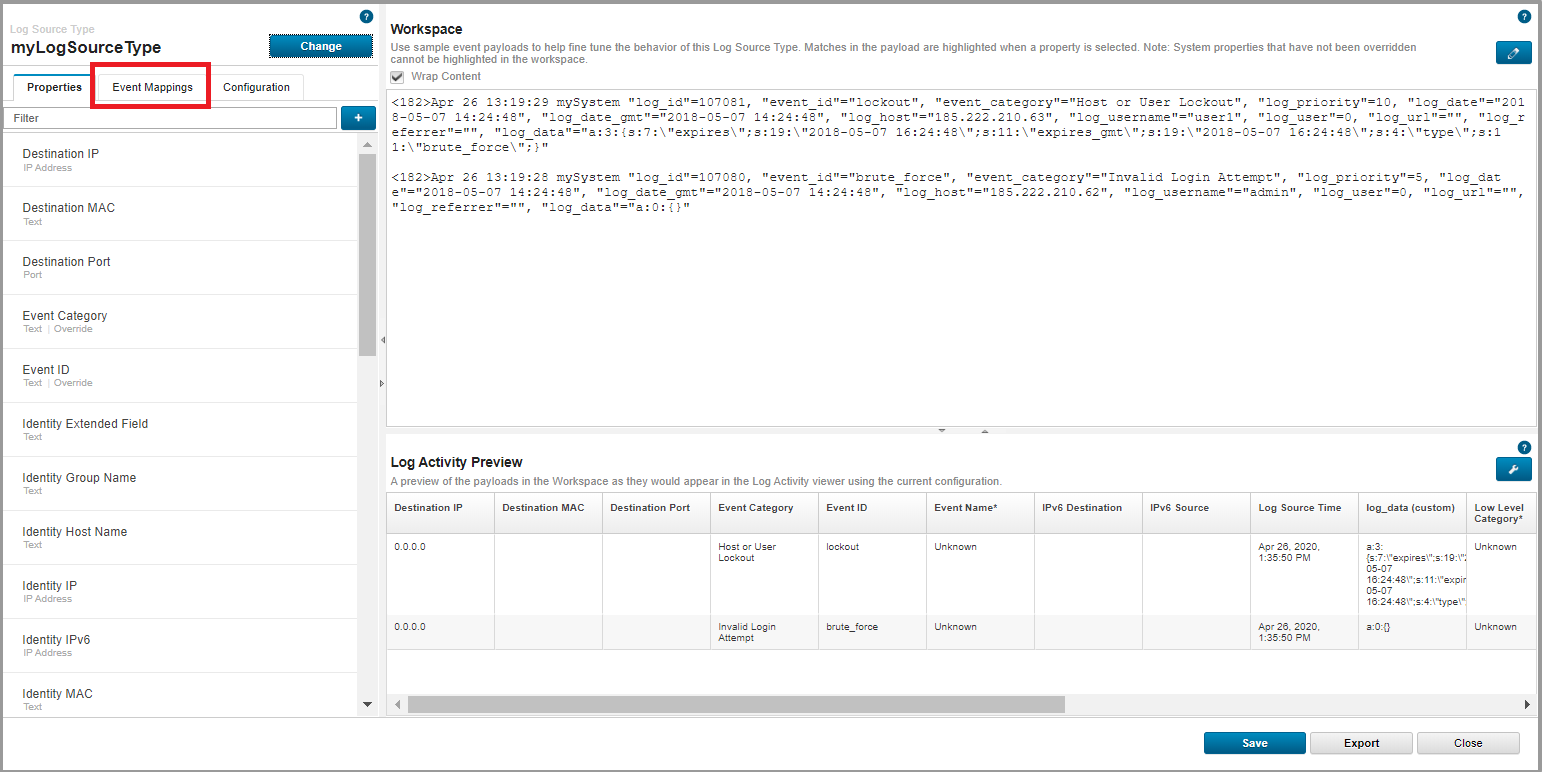 Log Source Type
myLogSourceType
Change
Properties
Event Mappings
Configuration
Filter
+
Destination IP
IP Address
Destination MAC
Text
Destination Port
Port
Event Category
Text | Override
Event ID
Text | Override
Identity Extended Field
Text
Identity Group Name
Text
Identity Host Name
Text
Identity IP
IP Address
Identity IPv6
IP Address
Identity MAC
Text
?
?
Workspace
Use sample event payloads to help fine tune the behavior of this Log Source Type. Matches in the payload are highlighted when a property is selected. Note: System properties that have not been overridden
cannot be highlighted in the workspace.
Wrap Content
<182>Apr 26 13:19:29 mySystem "log_id"=107081, "event_id"="lockout", "event_category"="Host or User Lockout", "log_priority"=10, "log_date"="201
8-05-07 14:24:48", "log_date_gmt"="2018-05-07 14:24:48", "log_host"="185.222.210.63", "log_username"="user1", "log_user"=0, "log_url"="", "log_r
eferrer"="", "log_data"="a:3:{s:7:\"expires\";s:19:\"2018-05-07 16:24:48\";s:11:\"expires_gmt\";s:19:\"2018-05-07 16:24:48\";s:4:\"type\";s:1
1:\"brute_force\";}"
<182>Apr 26 13:19:28 mySystem "log_id"=107080, "event_id"="brute_force", "event_category"="Invalid Login Attempt", "log_priority"=5, "log_dat
e"="2018-05-07 14:24:48", "log_date_gmt"="2018-05-07 14:24:48", "log_host"="185.222.210.62", "log_username"="admin", "log_user"=0, "log_url"="",
"log_referrer"="", "log_data"="a:0:{}"
?
Log Activity Preview
A preview of the payloads in the Workspace as they would appear in the Log Activity viewer using the current configuration.
Destination IP Destination MAC Destination Port Event Category Event ID Event Name* IPv6 Destination IPv6 Source Log Source Time log_data (custom) Low Level
Category*
0.0.0.0 Host or User lockout Unknown Apr 26, 2020, a:3: Unknown
Lockout 1:35:50 PM {s:7:\"expires\";s:19:\"2
05-07
16:24:48\";s:11:\"expir
05-07
16:24:48\";s:4:\"type\"
0.0.0.0 Invalid Login brute_force Unknown Apr 26, 2020, a:0:{} Unknown
Attempt 1:35:50 PM
Save Export Close